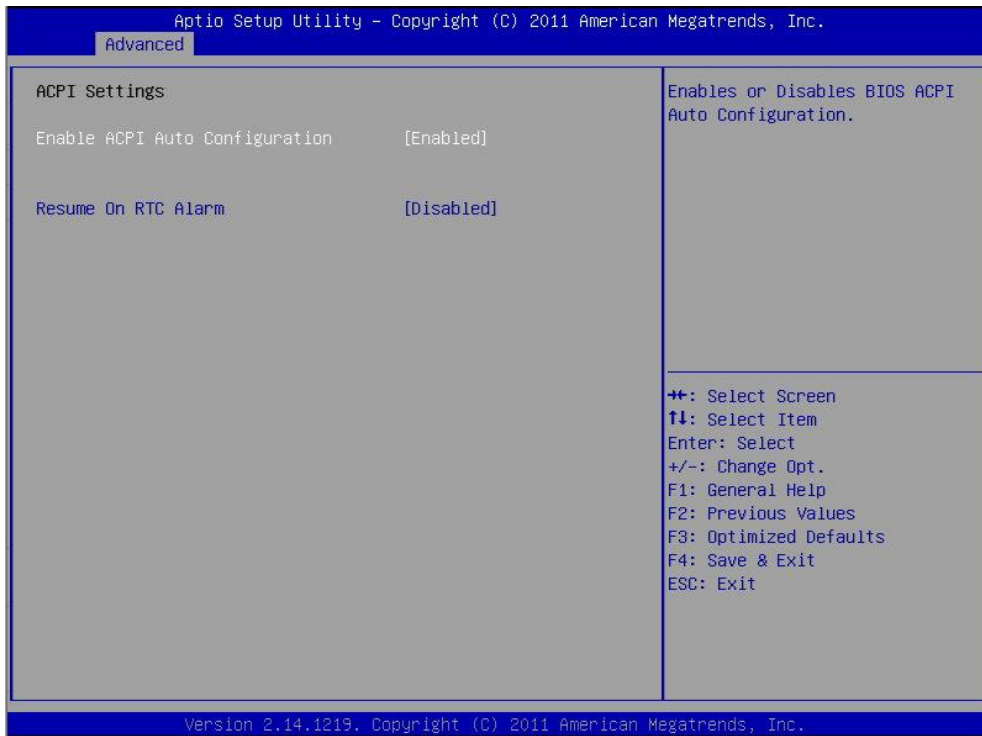 Aptio Setup Utility – Copyright (C) 2011 American Megatrends, Inc.
Advanced
ACPI Settings
Enable ACPI Auto Configuration [Enabled]
Resume On RTC Alarm [Disabled]
Enables or Disables BIOS ACPI
Auto Configuration.
→←: Select Screen
↑↓: Select Item
Enter: Select
+/-: Change Opt.
F1: General Help
F2: Previous Values
F3: Optimized Defaults
F4: Save & Exit
ESC: Exit
Version 2.14.1219. Copyright (C) 2011 American Megatrends, Inc.